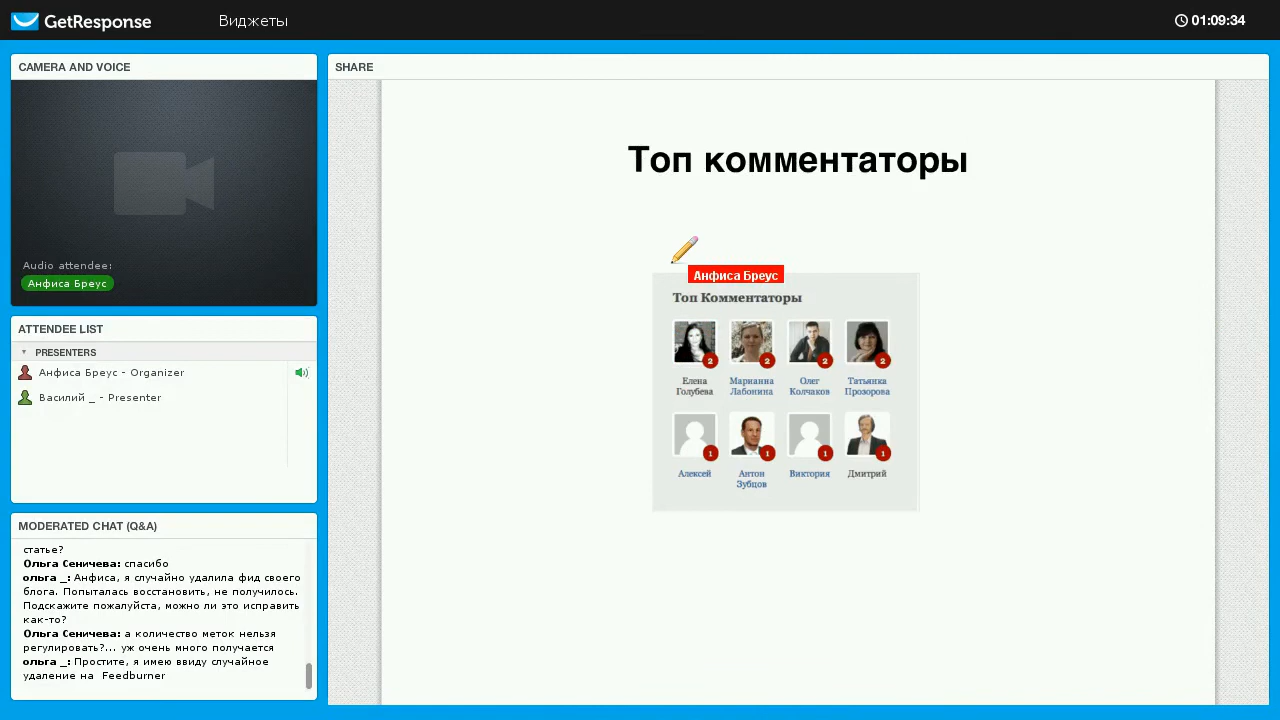 GetResponse
Виджеты
01:09:34
CAMERA AND VOICE
Audio attendee:
Анфиса Бреус
ATTENDEE LIST
PRESENTERS
Анфиса Бреус - Organizer
Василий _ - Presenter
MODERATED CHAT (Q&A)
статье?
Ольга Сеничева: спасибо
ольга _: Анфиса, я случайно удалила фид своего
блога. Попыталась восстановить, не получилось.
Подскажите пожалуйста, можно ли это исправить
как-то?
Ольга Сеничева: а количество меток нельзя
регулировать?... уж очень много получается
ольга _: Простите, я имею ввиду случайное
удаление на Feedburner
SHARE
Топ комментаторы
Анфиса Бреус
Топ Комментаторы
2 2 2 2
Елена Марианна Олег Татьянка
Голубева Лабонина Колчаков Прозорова
1 1 1 1
Алексей Антон Виктория Дмитрий
Зубцов